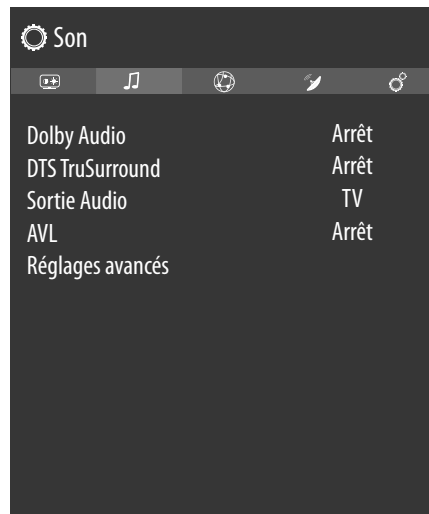 Son
Dolby Audio Arrêt
DTS TruSurround Arrêt
Sortie Audio TV
AVL Arrêt
Réglages avancés